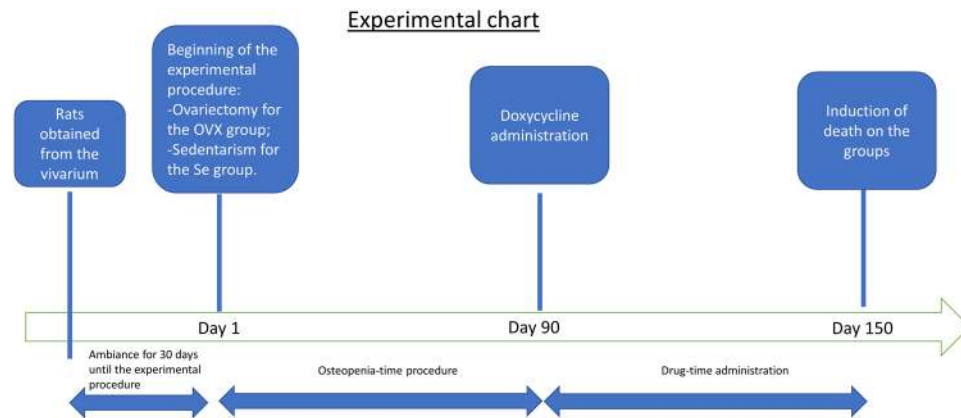 Experimental chart
Rats
obtained
from the
vivarium
Beginning of the
experimental
procedure:
-Ovariectomy for
the OVX group;
-Sedentarism for
the Se group.
Doxycycline
administration
Induction of
death on the
groups
Day 1
Day 90
Day 150
Ambiance for 30 days
until the experimental
procedure
Osteopenia-time procedure
Drug-time administration